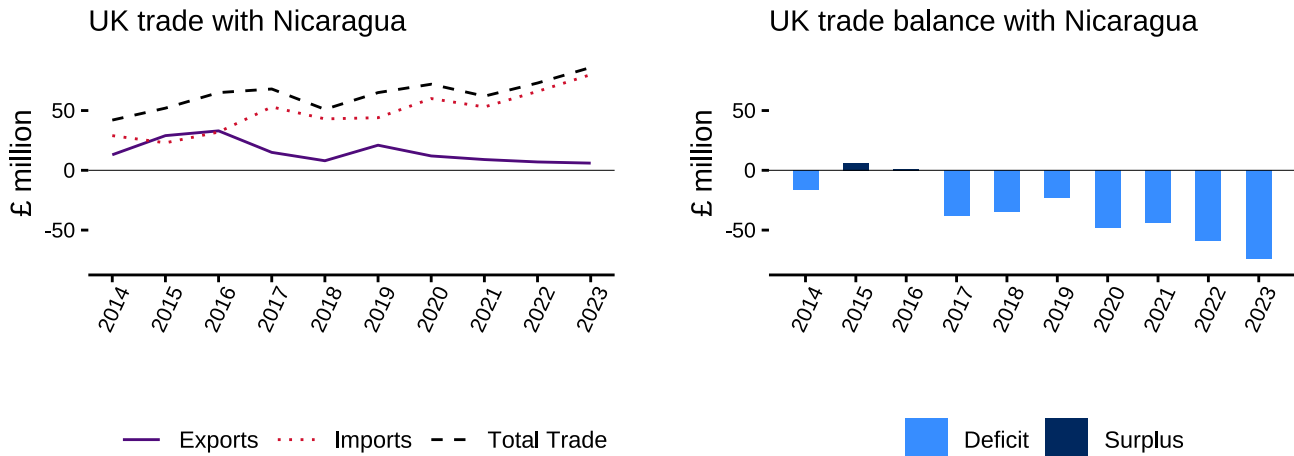 UK trade with Nicaragua
£ million
50
0
-50
2014
2015
2016
2017
2018
2019
2020
2021
2022
2023
Exports
Imports
Total Trade
UK trade balance with Nicaragua
£ million
50
0
-50
2014
2015
2016
2017
2018
2019
2020
2021
2022
2023
Deficit
Surplus